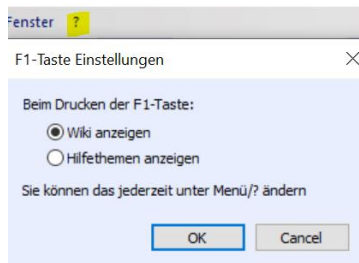 Fenster ?
F1-Taste Einstellungen
Beim Drucken der F1-Taste:
Wiki anzeigen
Hilfethemen anzeigen
Sie können das jederzeit unter Menü/? ändern
OK Cancel